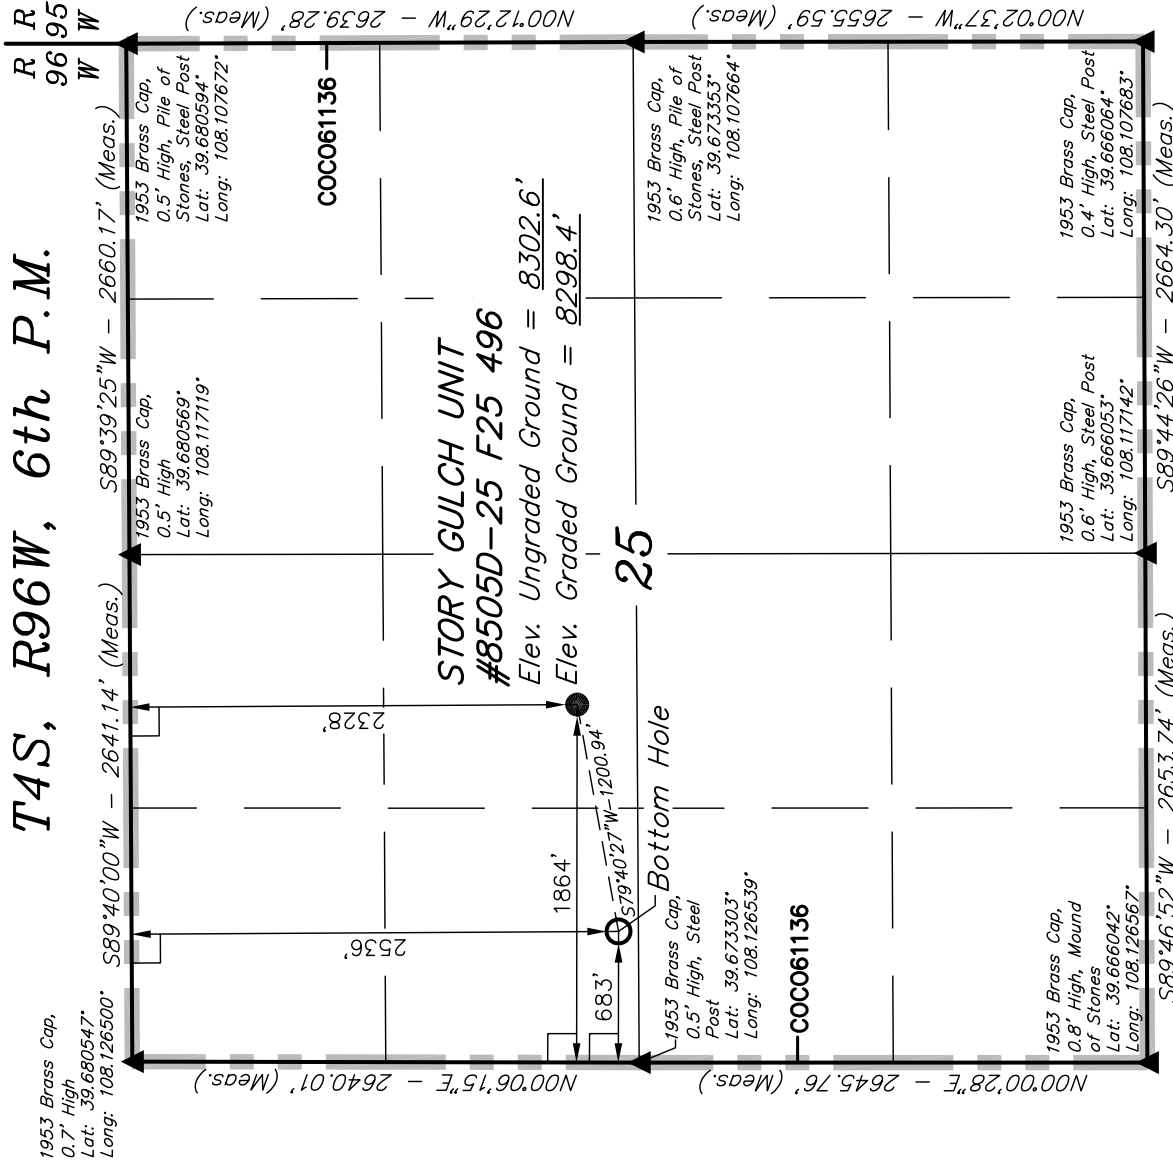 T4S, R96W, 6th P.M.
R R
96 95
W W
1953 Brass Cap,
0.7' High
Lat: 39.680547°
Long: 108.126500°
S89°40'00"W - 2641.14' (Meas.)
S89°39'25"W - 2660.17' (Meas.)
1953 Brass Cap,
0.5' High
Lat: 39.680569°
Long: 108.117119°
1953 Brass Cap,
0.5' High, Pile of
Stones, Steel Post
Lat: 39.680594°
Long: 108.107672°
N00°06'15"E - 2640.01' (Meas.)
N00°12'29"W - 2639.28' (Meas.)
COC061136
2328'
2536'
STORY GULCH UNIT
#8505D-25 F25 496
Elev. Ungraded Ground = 8302.6'
Elev. Graded Ground = 8298.4'
1864'
683'
S79°40'27"W-1200.94'
Bottom Hole
25
1953 Brass Cap,
0.5' High, Steel
Post
Lat: 39.673303°
Long: 108.126539°
1953 Brass Cap,
0.6' High, Pile of
Stones, Steel Post
Lat: 39.673353°
Long: 108.107664°
COC061136
N00°00'28"E - 2645.76' (Meas.)
N00°02'37"W - 2655.59' (Meas.)
1953 Brass Cap,
0.8' High, Mound
of Stones
Lat: 39.666042°
Long: 108.126567°
1953 Brass Cap,
0.6' High, Steel Post
Lat: 39.666053°
Long: 108.117142°
1953 Brass Cap,
0.4' High, Steel Post
Lat: 39.666064°
Long: 108.107683°
S89°46'52"W - 2653.74' (Meas.)
S89°44'26"W - 2664.30' (Meas.)